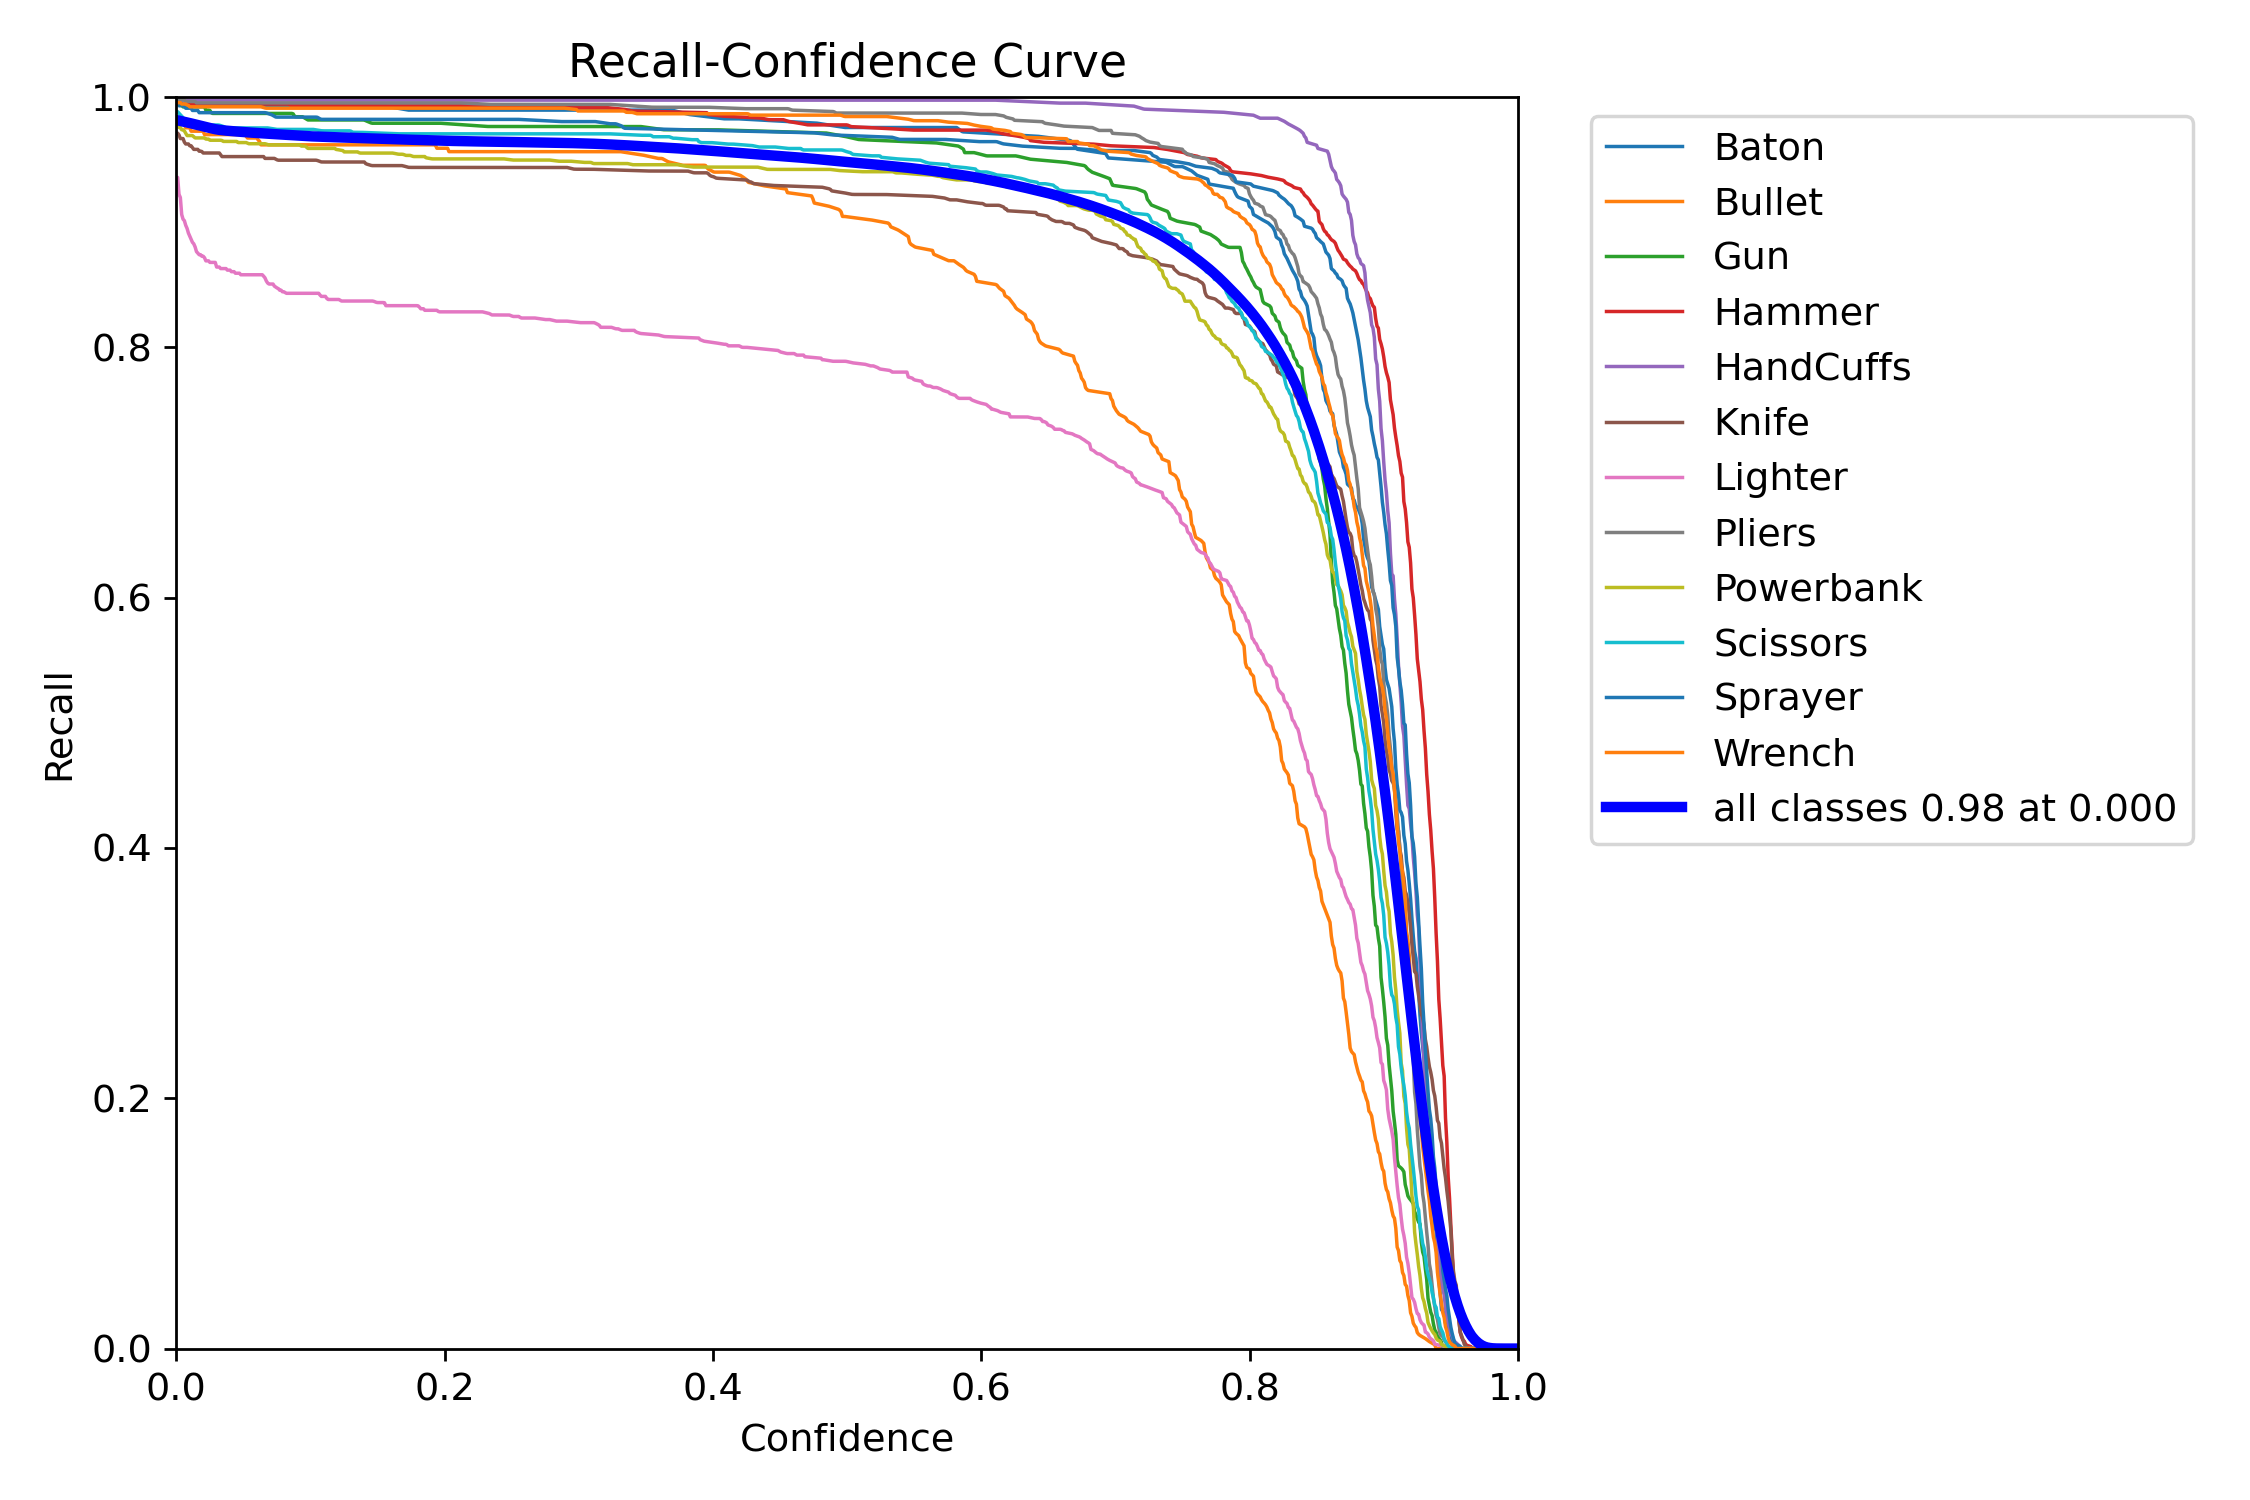 Recall-Confidence Curve
1.0
0.8
0.6
0.4
0.2
0.0
Recall
0.0 0.2 0.4 0.6 0.8 1.0
Confidence
Baton
Bullet
Gun
Hammer
HandCuffs
Knife
Lighter
Pliers
Powerbank
Scissors
Sprayer
Wrench
all classes 0.98 at 0.000